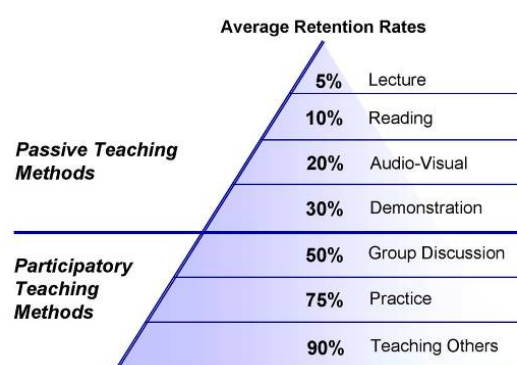 Average Retention Rates
5% Lecture
10% Reading
Passive Teaching
Methods
20% Audio-Visual
30% Demonstration
Participatory
Teaching
Methods
50% Group Discussion
75% Practice
90% Teaching Others